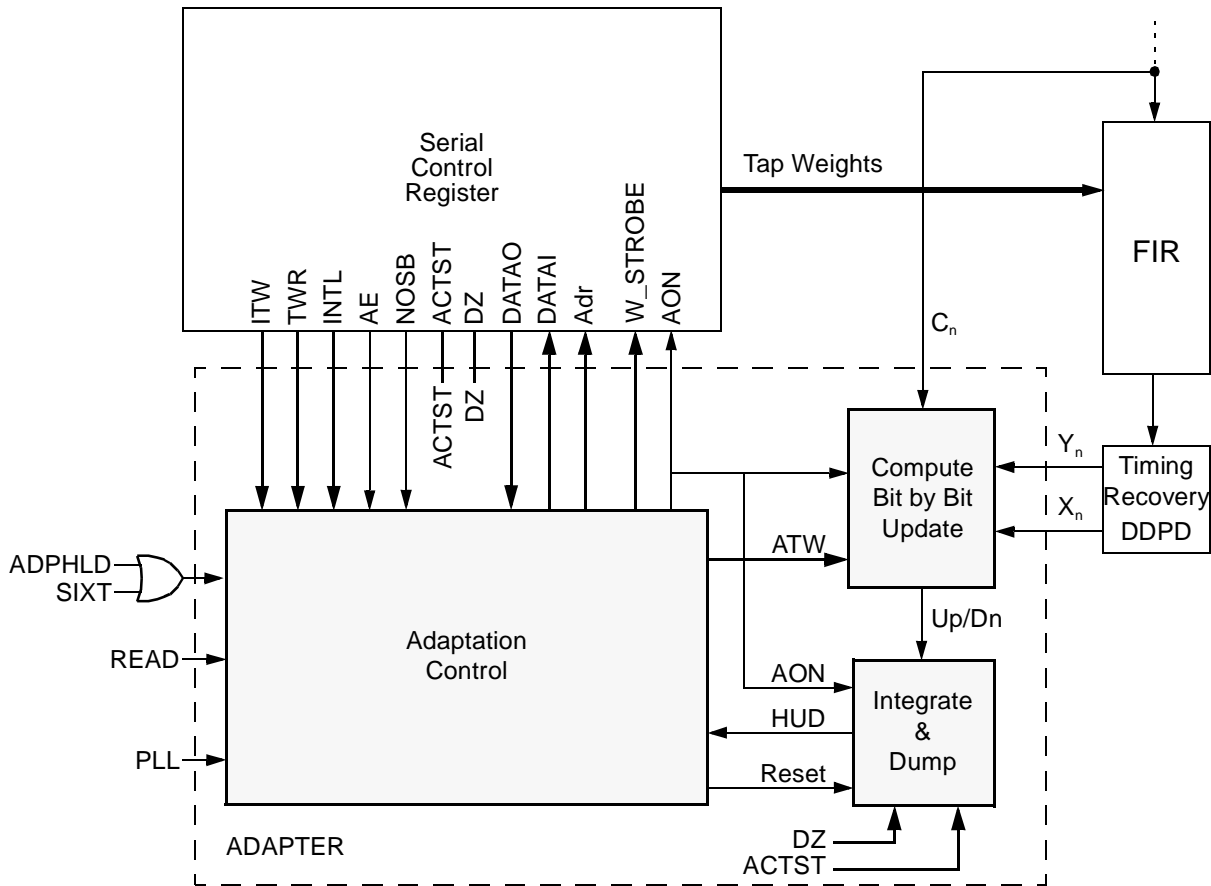 Serial
Control
Register
Tap Weights
FIR
ITW
TWR
INTL
AE
NOSB
ACTST
DZ
DATAO
DATAI
Adr
W_STROBE
AON
ACTST
DZ
Cn
Compute
Bit by Bit
Update
Yn
Xn
Timing
Recovery
DDPD
ADPHLD
SIXT
READ
PLL
Adaptation
Control
ATW
Up/Dn
AON
HUD
Reset
Integrate
&
Dump
DZ
ACTST
ADAPTER